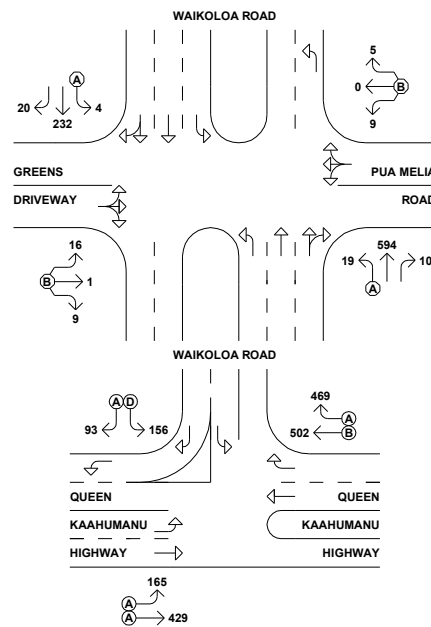 WAIKOLOA ROAD
A
20 4
232
5
0 B
9
GREENS
DRIVEWAY
PUA MELIA
ROAD
16
B 1
9
594
19 10
A
WAIKOLOA ROAD
A D
93 156
469
A
502 B
QUEEN
KAAHUMANU
HIGHWAY
QUEEN
KAAHUMANU
HIGHWAY
165
A
A 429